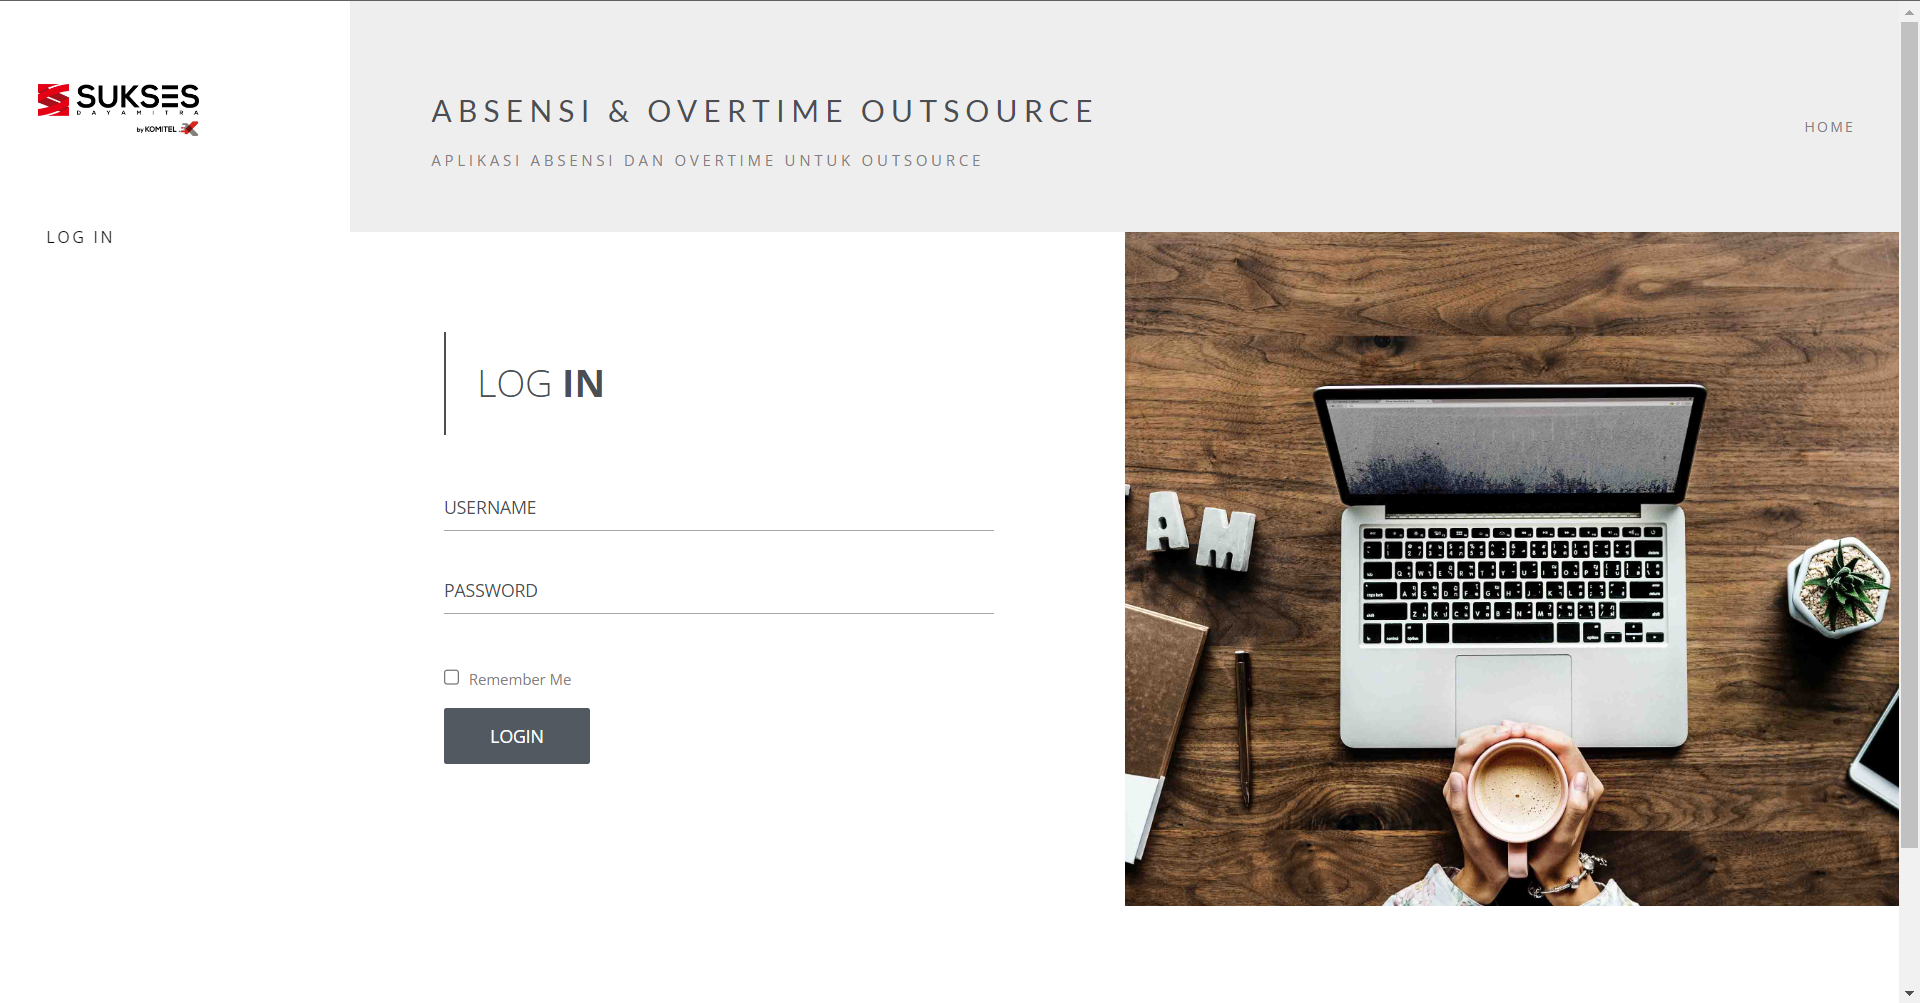 SUKSES
DAYAMITRA
by KOMITEL
ABSENSI & OVERTIME OUTSOURCE
APLIKASI ABSENSI DAN OVERTIME UNTUK OUTSOURCE
HOME
LOG IN
LOG IN
USERNAME
PASSWORD
Remember Me
LOGIN
AM